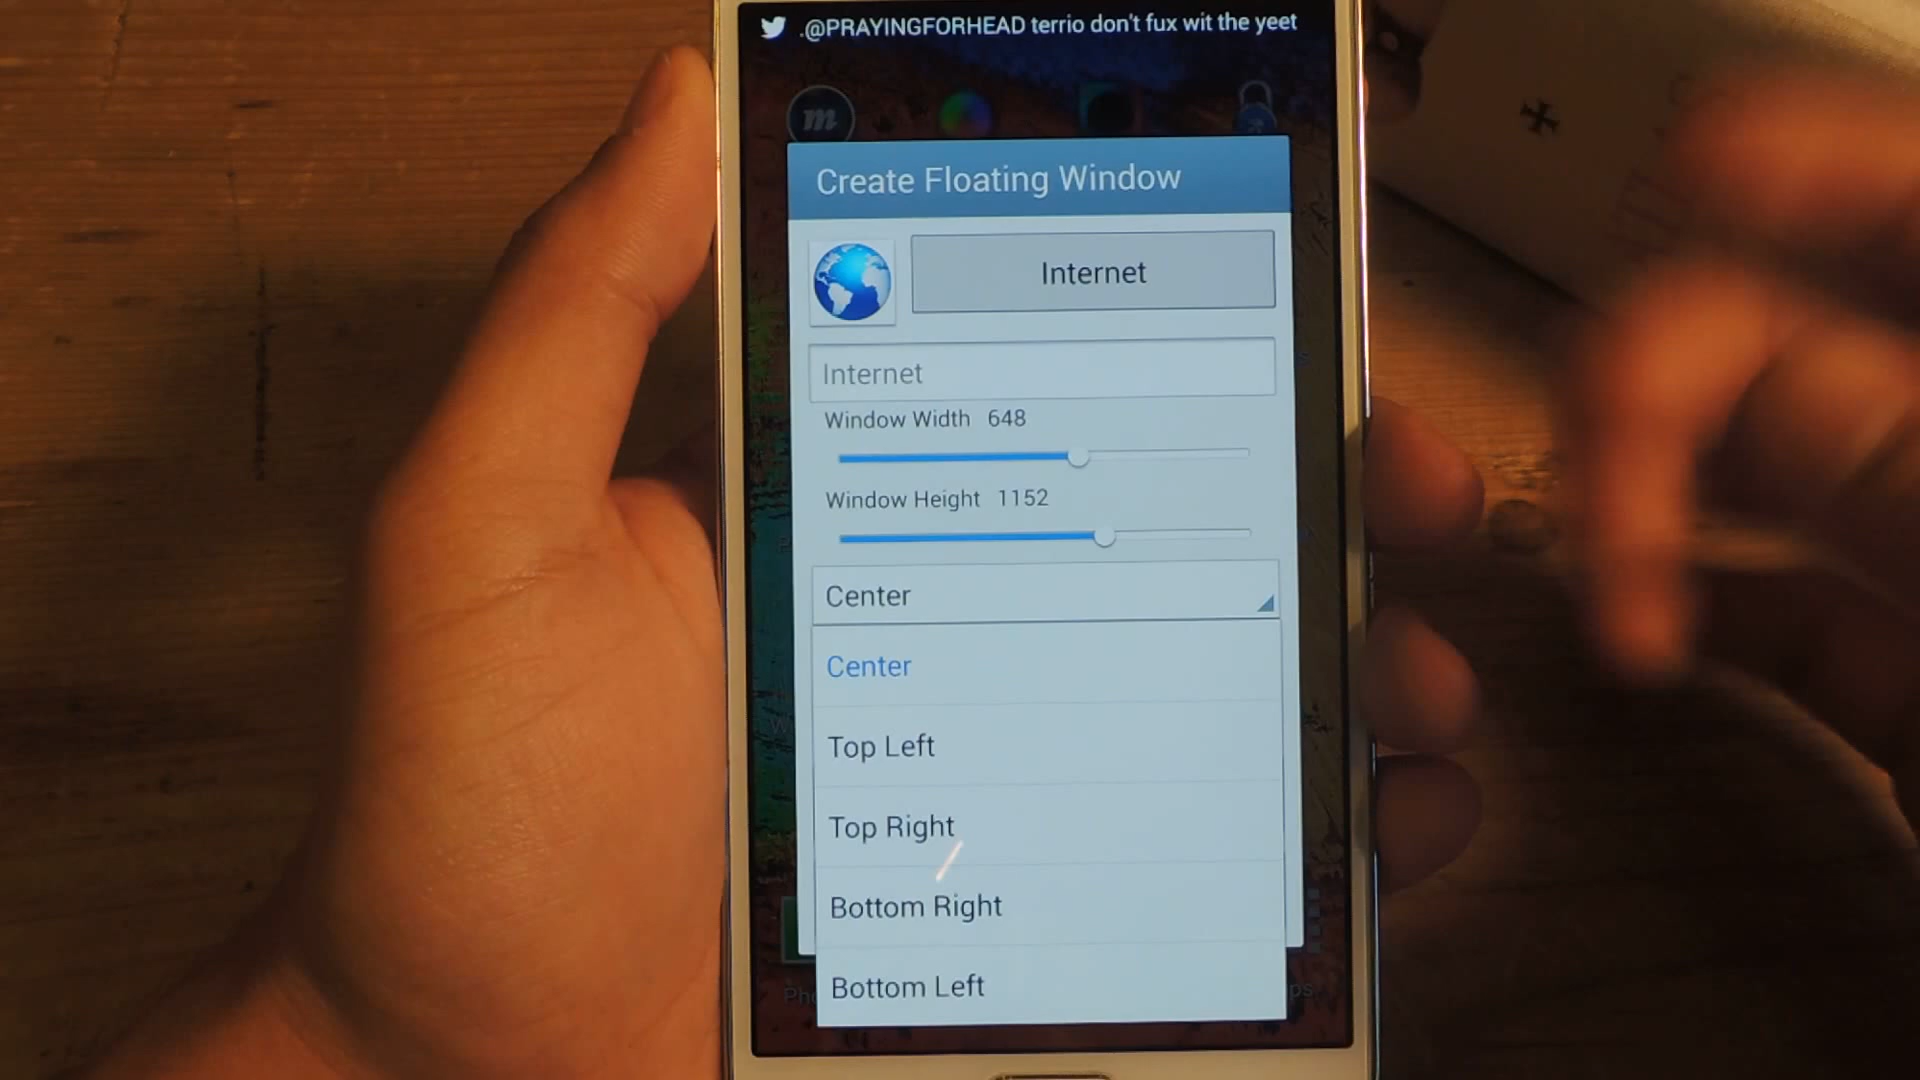 .@PRAYINGFORHEAD terrio don't fux wit the yeet
m
Create Floating Window
Internet
Internet
Window Width 648
Window Height 1152
Center
Center
Top Left
Top Right
Bottom Right
Bottom Left